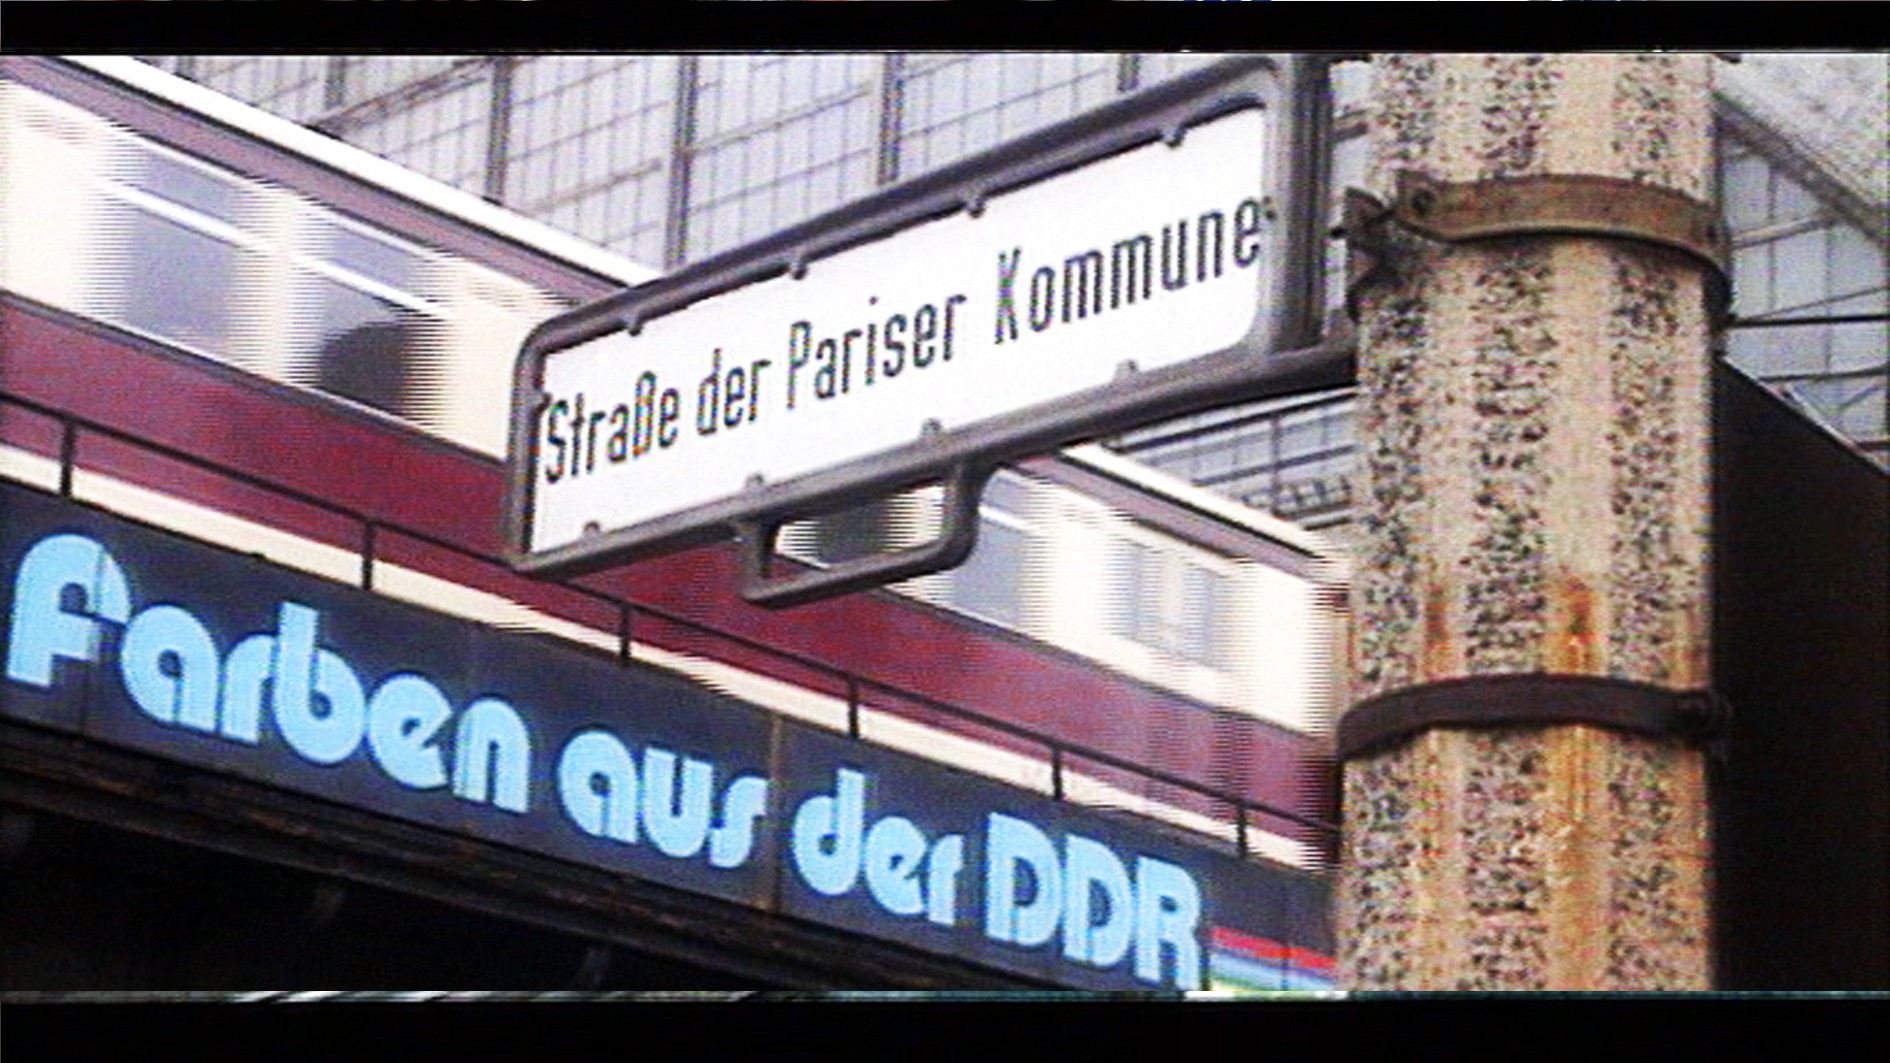 Straße der Pariser Kommune
Farben aus der DDR